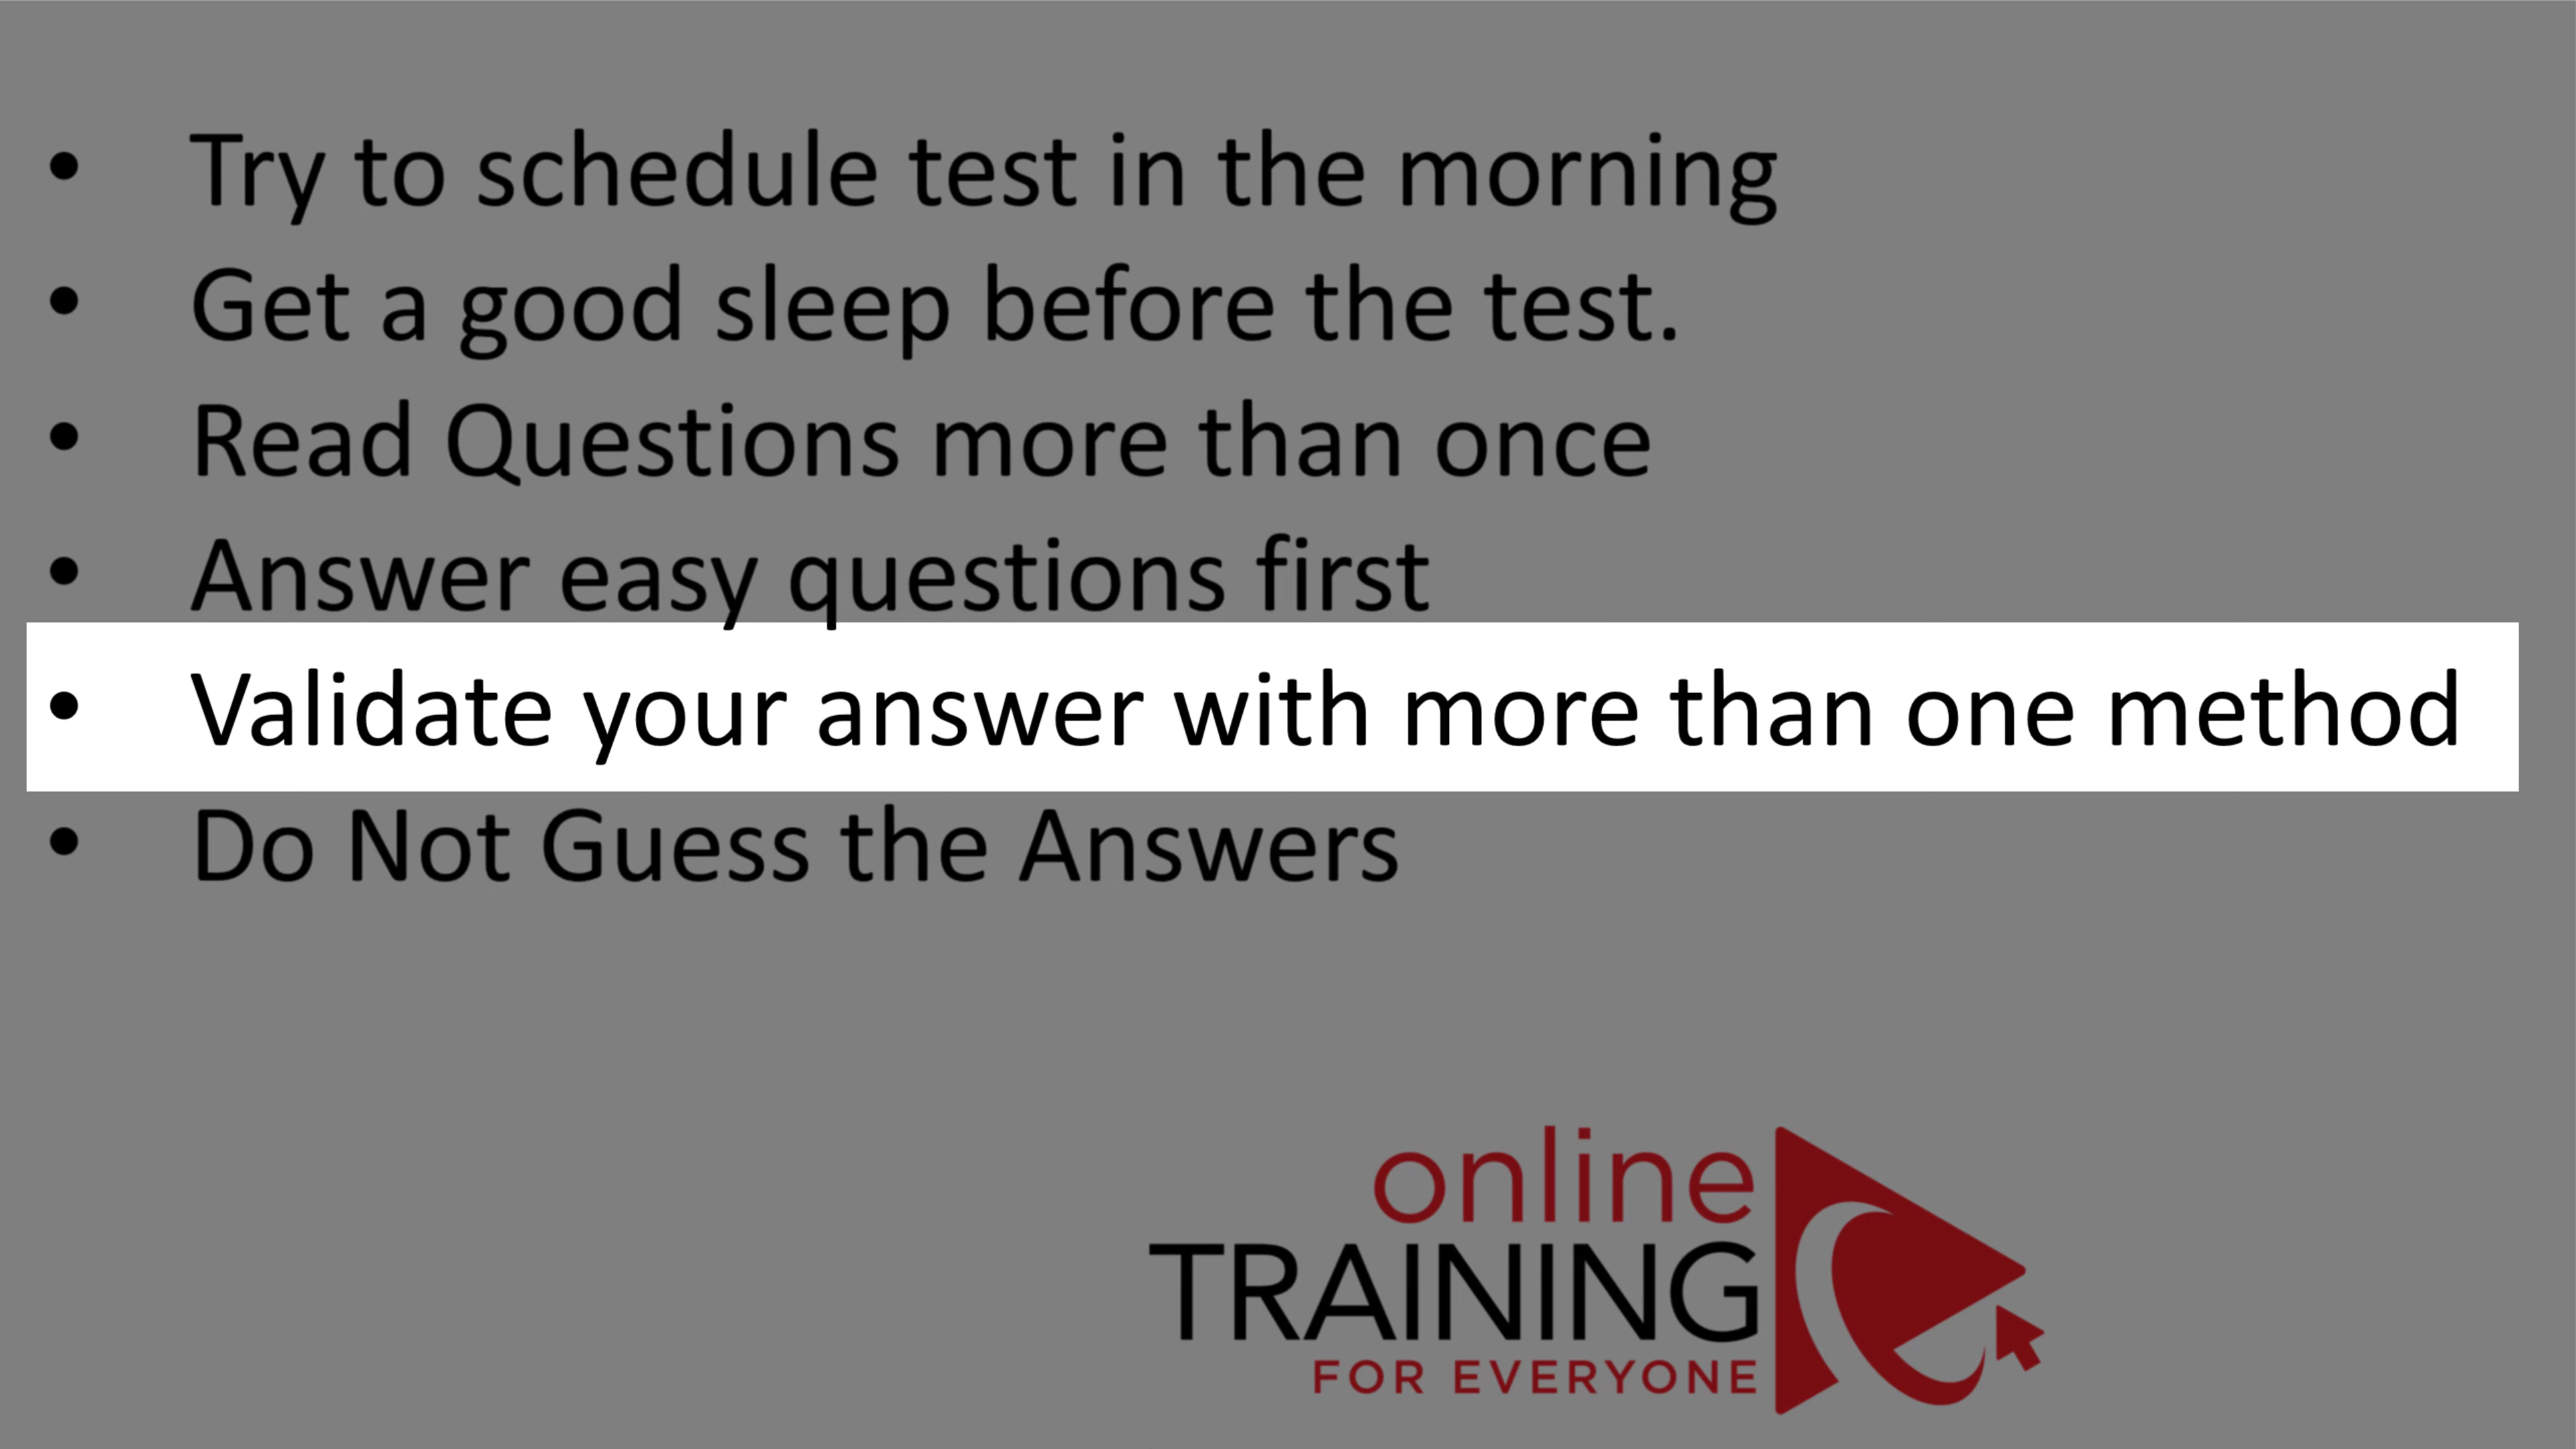 • Try to schedule test in the morning
• Get a good sleep before the test.
• Read Questions more than once
• Answer easy questions first
• Validate your answer with more than one method
• Do Not Guess the Answers
online
TRAINING
FOR EVERYONE